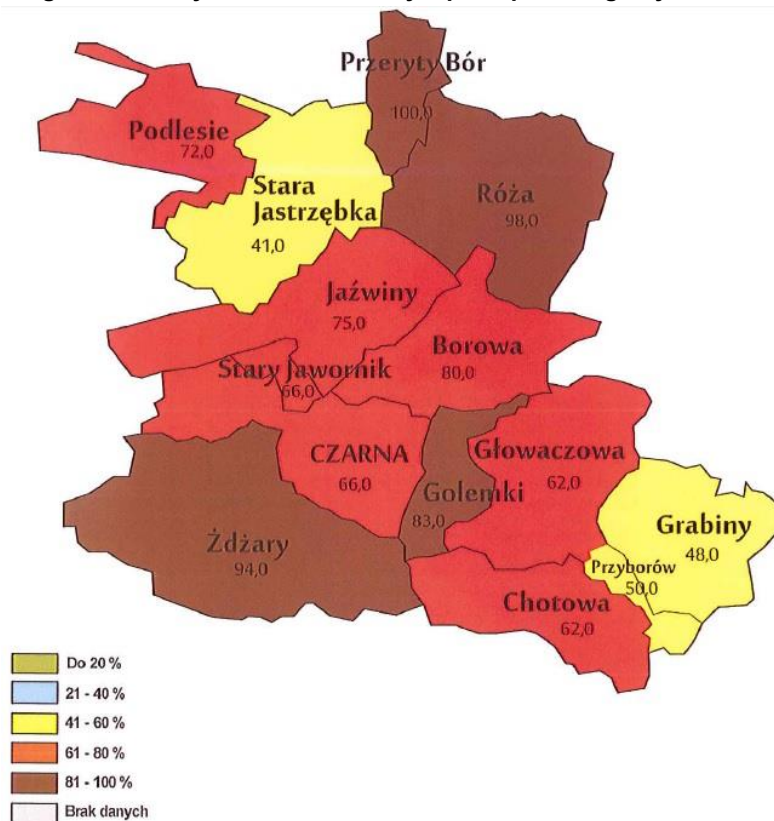 Przeryty Bór
100,0
Podlesie
72,0
Stara
Jastrzębka
41,0
Róża
98,0
Jaźwiny
75,0
Borowa
80,0
Stary Jawornik
66,0
CZARNA
66,0
Głowaczowa
62,0
Golemki
83,0
Grabiny
48,0
Żdżary
94,0
Przyborów
50,0
Chotowa
62,0
Do 20 %
21 - 40 %
41 - 60 %
61 - 80 %
81 - 100 %
Brak danych